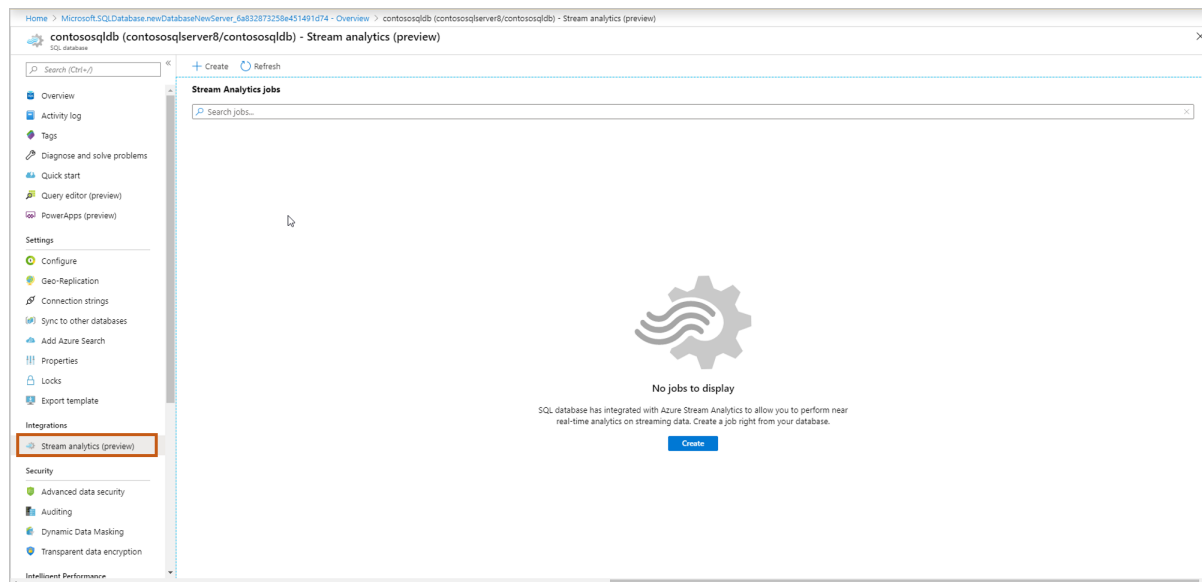 Home > Microsoft.SQLDatabase.newDatabaseNewServer_6a832873258e451491d74 - Overview > contososqldb (contososqlserver8/contososqldb) - Stream analytics (preview)
contososqldb (contososqlserver8/contososqldb) - Stream analytics (preview)
SQL database
Search (Ctrl+/)
Overview
Activity log
Tags
Diagnose and solve problems
Quick start
Query editor (preview)
PowerApps (preview)
Settings
Configure
Geo-Replication
Connection strings
Sync to other databases
Add Azure Search
Properties
Locks
Export template
Integrations
Stream analytics (preview)
Security
Advanced data security
Auditing
Dynamic Data Masking
Transparent data encryption
Intelligent Performance
Create Refresh
Stream Analytics jobs
Search jobs...
No jobs to display
SQL database has integrated with Azure Stream Analytics to allow you to perform near
real-time analytics on streaming data. Create a job right from your database.
Create